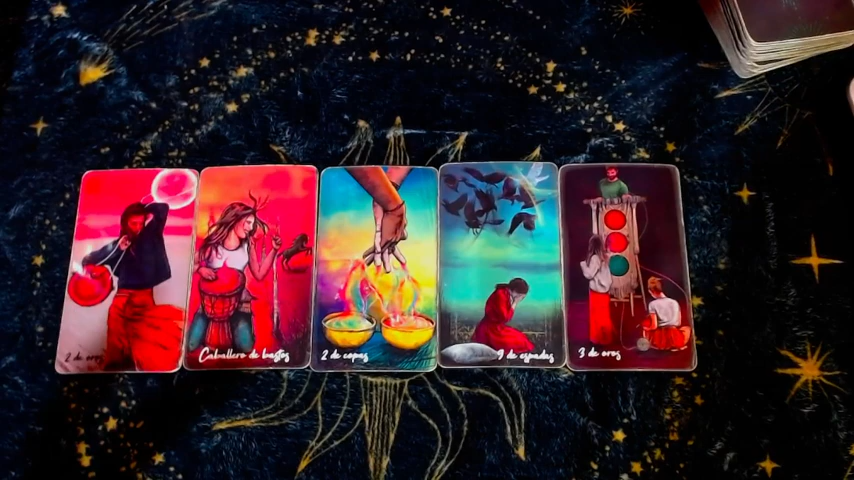 2 de oros
Caballero de bastos
2 de copas
9 de espadas
3 de oros